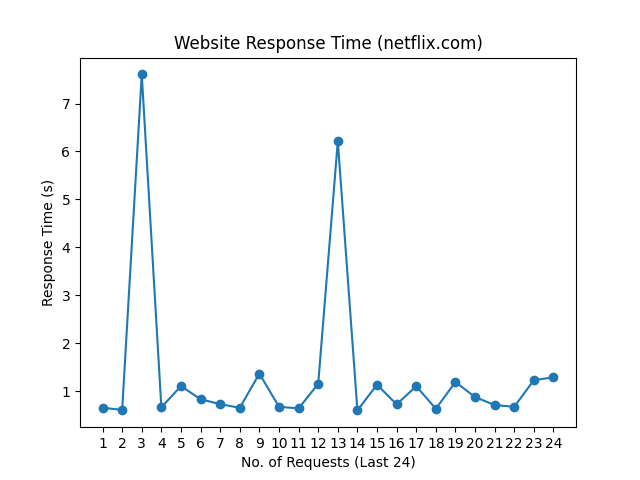 Website Response Time (netflix.com)
7
6
5
4
3
2
1
Response Time (s)
1 2 3 4 5 6 7 8 9 10 11 12 13 14 15 16 17 18 19 20 21 22 23 24
No. of Requests (Last 24)